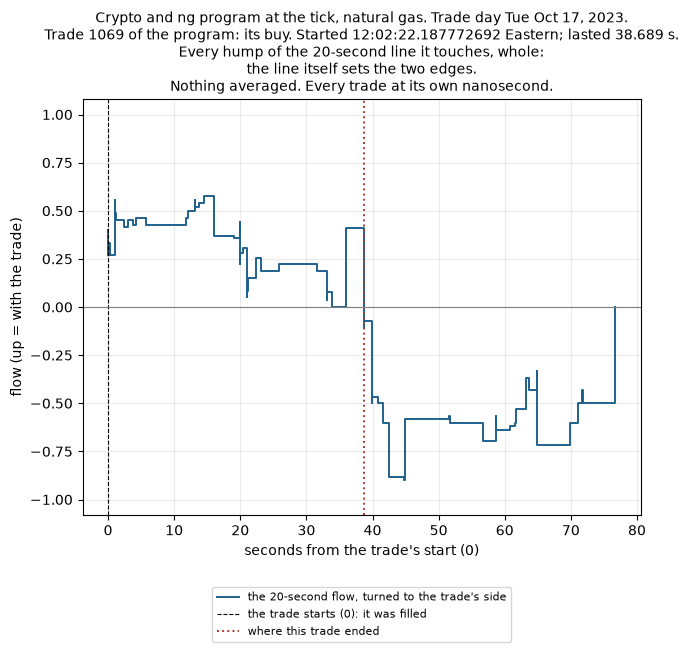 Crypto and ng program at the tick, natural gas. Trade day Tue Oct 17, 2023.
Trade 1069 of the program: its buy. Started 12:02:22.187772692 Eastern; lasted 38.689 s.
Every hump of the 20-second line it touches, whole:
the line itself sets the two edges.
Nothing averaged. Every trade at its own nanosecond.
1.00
0.75
0.50
0.25
0.00
−0.25
−0.50
−0.75
−1.00
flow (up = with the trade)
0 10 20 30 40 50 60 70 80
seconds from the trade's start (0)
the 20-second flow, turned to the trade's side
the trade starts (0): it was filled
where this trade ended